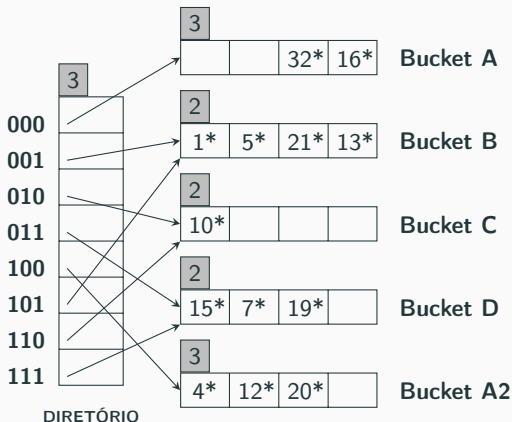 3
32* 16* Bucket A
3
2
000
1* 5* 21* 13* Bucket B
001
2
010
10* Bucket C
011
2
100
15* 7* 19* Bucket D
101
110
3
111
4* 12* 20* Bucket A2
DIRETÓRIO